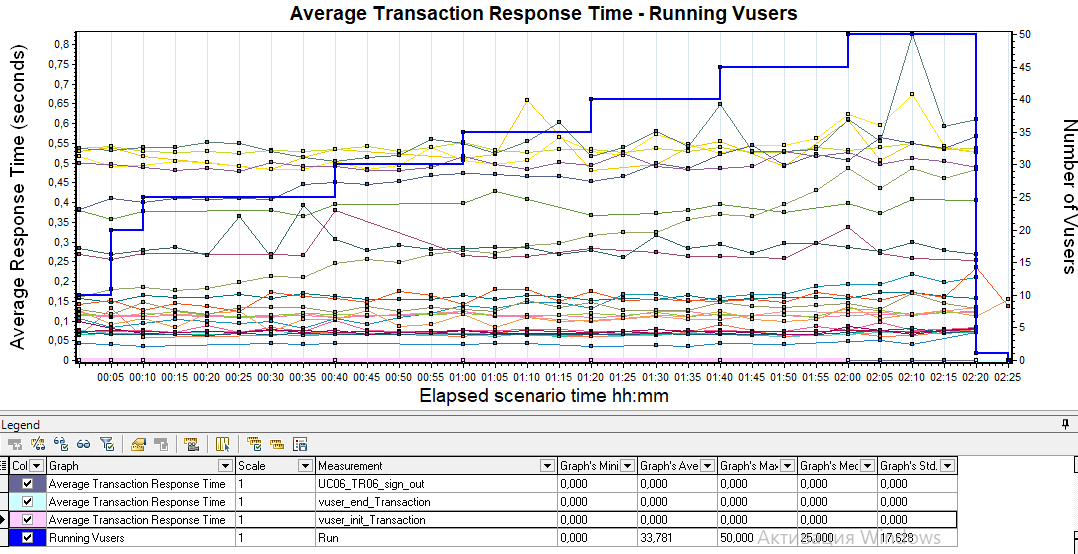 Average Transaction Response Time - Running Vusers
Average Response Time (seconds)
0,8
0,75
0,7
0,65
0,6
0,55
0,5
0,45
0,4
0,35
0,3
0,25
0,2
0,15
0,1
0,05
0
50
45
40
35
30
25
20
15
10
5
0
Number of Vusers
00:05 00:10 00:15 00:20 00:25 00:30 00:35 00:40 00:45 00:50 00:55 01:00 01:05 01:10 01:15 01:20 01:25 01:30 01:35 01:40 01:45 01:50 01:55 02:00 02:05 02:10 02:15 02:20 02:25
Elapsed scenario time hh:mm
Legend
Col Graph Scale Measurement Graph's Mini Graph's Ave Graph's Max Graph's Mec Graph's Std.
Average Transaction Response Time 1 UC06_TR06_sign_out 0,000 0,000 0,000 0,000 0,000
Average Transaction Response Time 1 vuser_end_Transaction 0,000 0,000 0,000 0,000 0,000
Average Transaction Response Time 1 vuser_init_Transaction 0,000 0,000 0,000 0,000 0,000
Running Vusers 1 Run 0,000 33,781 50,000 25,000 17,628
Активация Windows